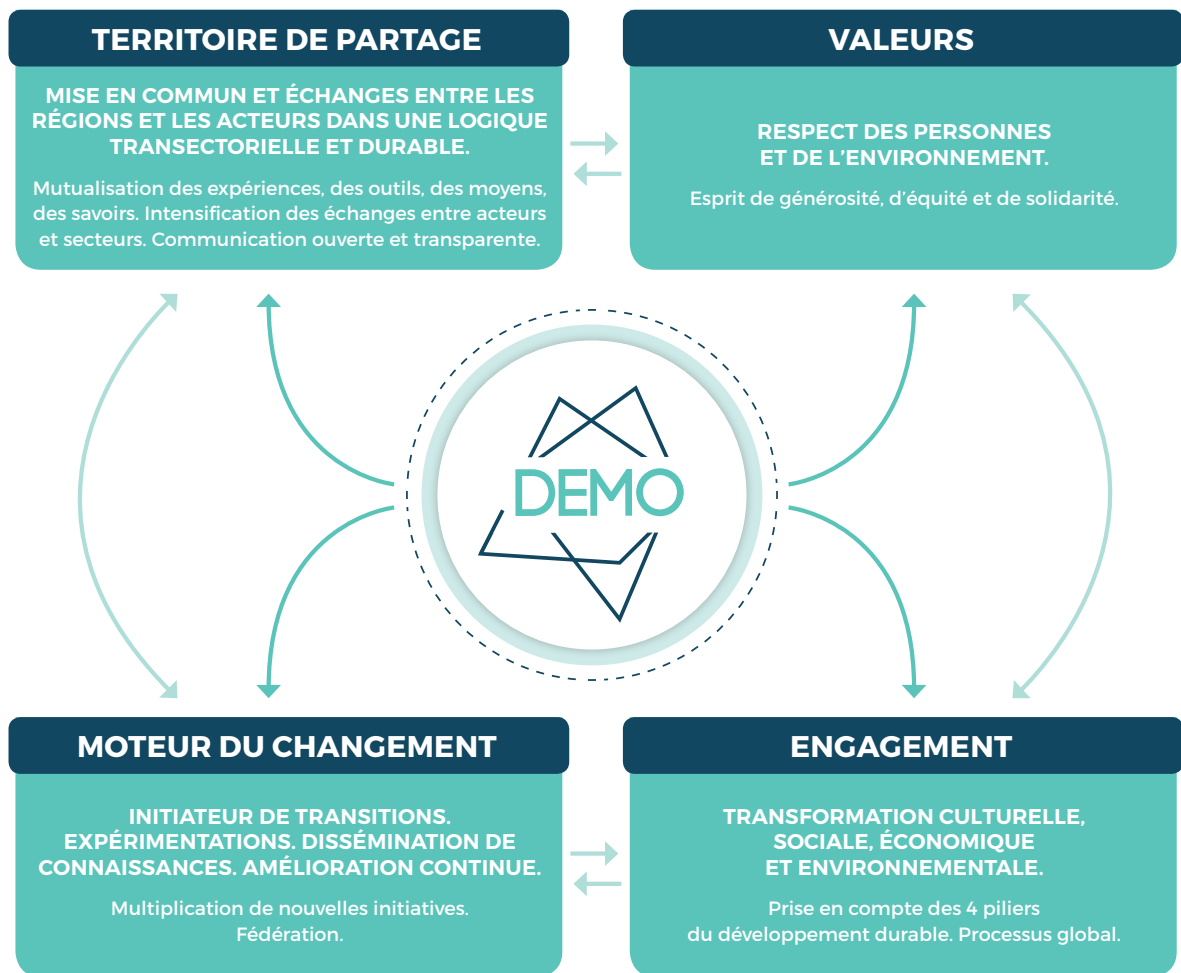 TERRITOIRE DE PARTAGE
MISE EN COMMUN ET ÉCHANGES ENTRE LES
RÉGIONS ET LES ACTEURS DANS UNE LOGIQUE
TRANSECTORIELLE ET DURABLE.
Mutualisation des expériences, des outils, des moyens,
des savoirs. Intensification des échanges entre acteurs
et secteurs. Communication ouverte et transparente.
VALEURS
RESPECT DES PERSONNES
ET DE L’ENVIRONNEMENT.
Esprit de générosité, d’équité et de solidarité.
DEMO
MOTEUR DU CHANGEMENT
INITIATEUR DE TRANSITIONS.
EXPÉRIMENTATIONS. DISSÉMINATION DE
CONNAISSANCES. AMÉLIORATION CONTINUE.
Multiplication de nouvelles initiatives.
Fédération.
ENGAGEMENT
TRANSFORMATION CULTURELLE,
SOCIALE, ÉCONOMIQUE
ET ENVIRONNEMENTALE.
Prise en compte des 4 piliers
du développement durable. Processus global.